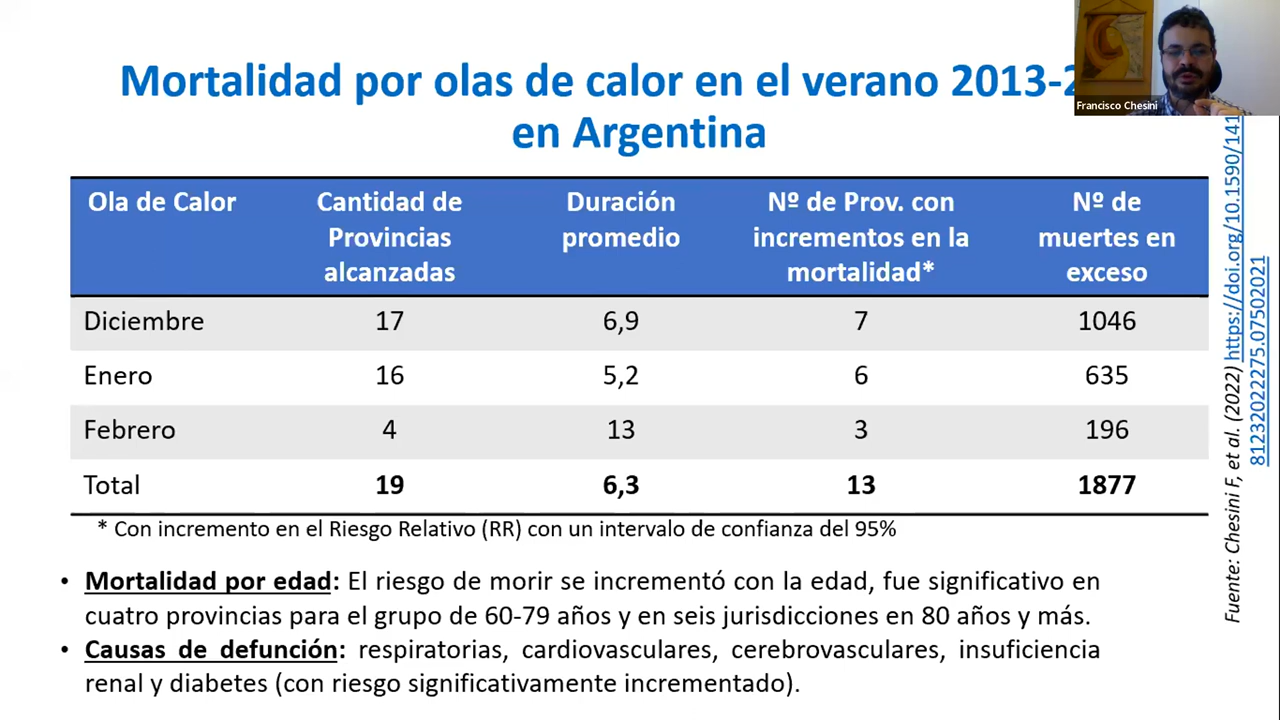 Mortalidad por olas de calor en el verano 2013-
en Argentina
Francisco Chesini
Ola de Calor
Cantidad de
Provincias
alcanzadas
Duración
promedio
Nº de Prov. con
incrementos en la
mortalidad*
Nº de
muertes en
exceso
Diciembre 17 6,9 7 1046
Enero 16 5,2 6 635
Febrero 4 13 3 196
Total 19 6,3 13 1877
* Con incremento en el Riesgo Relativo (RR) con un intervalo de confianza del 95%
• Mortalidad por edad: El riesgo de morir se incrementó con la edad, fue significativo en
cuatro provincias para el grupo de 60-79 años y en seis jurisdicciones en 80 años y más.
• Causas de defunción: respiratorias, cardiovasculares, cerebrovasculares, insuficiencia
renal y diabetes (con riesgo significativamente incrementado).
Fuente: Chesini F, et al. (2022) https://doi.org/10.1590/141
81232022275.07502021